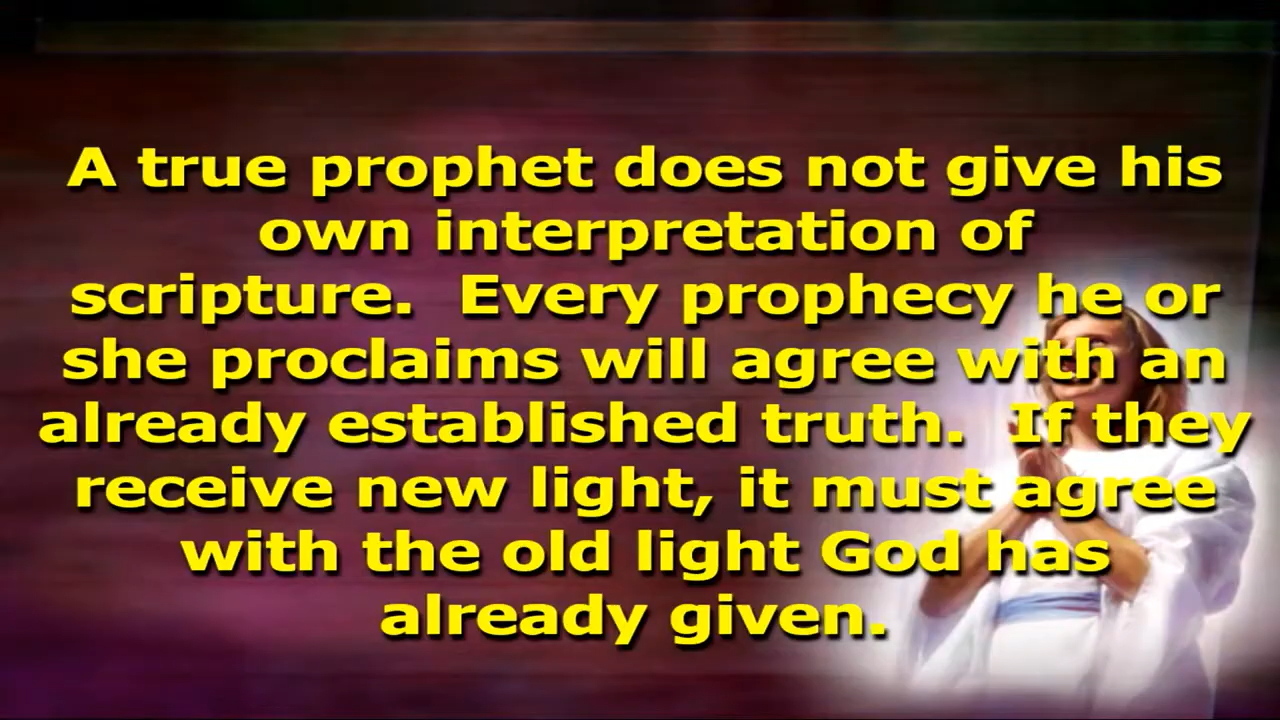 A true prophet does not give his
own interpretation of
scripture.  Every prophecy he or
she proclaims will agree with an
already established truth.  If they
receive new light, it must agree
with the old light God has
already given.